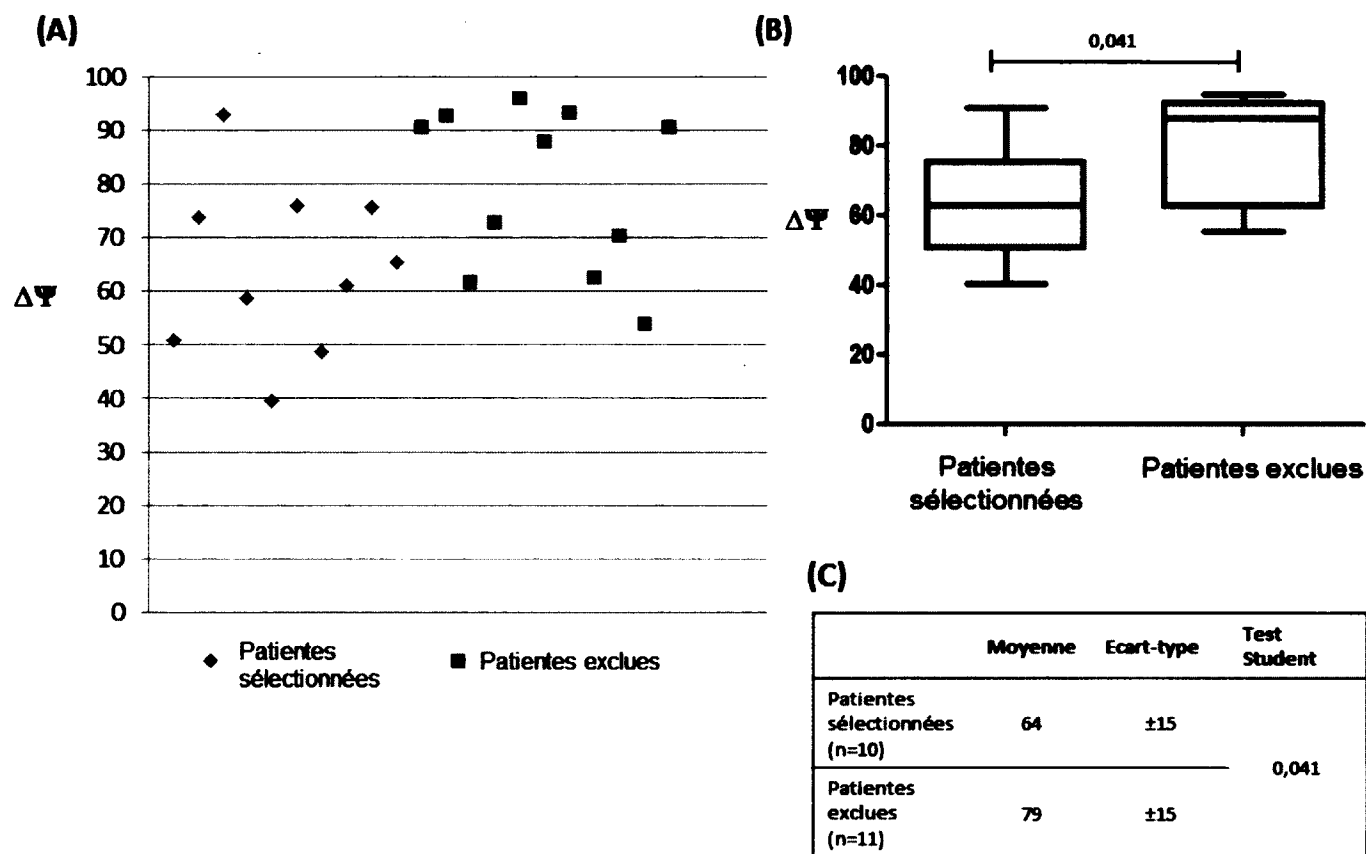 (A)
100
90
80
70
60
50
40
30
20
10
0
ΔΨ
Patientes sélectionnées
Patientes exclues
(B)
0,041
100
80
60
40
20
0
ΔΨ
Patientes
sélectionnées
Patientes exclues
(C)
Moyenne Ecart-type Test
Student
Patientes
sélectionnées
(n=10)
64 ±15
0,041
Patientes
exclues
(n=11)
79 ±15